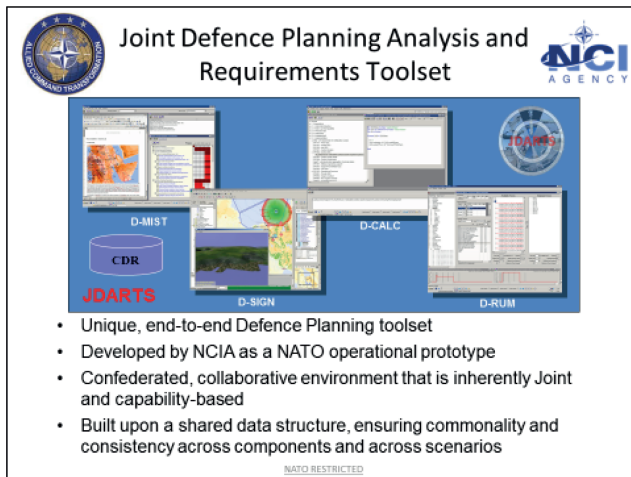 Joint Defence Planning Analysis and
Requirements Toolset
ALLIED COMMAND TRANSFORMATION
NCI
AGENCY
JDARTS
D-MIST
D-CALC
CDR
JDARTS
D-SIGN
D-RUM
• Unique, end-to-end Defence Planning toolset
• Developed by NCIA as a NATO operational prototype
• Confederated, collaborative environment that is inherently Joint
and capability-based
• Built upon a shared data structure, ensuring commonality and
consistency across components and across scenarios
NATO RESTRICTED